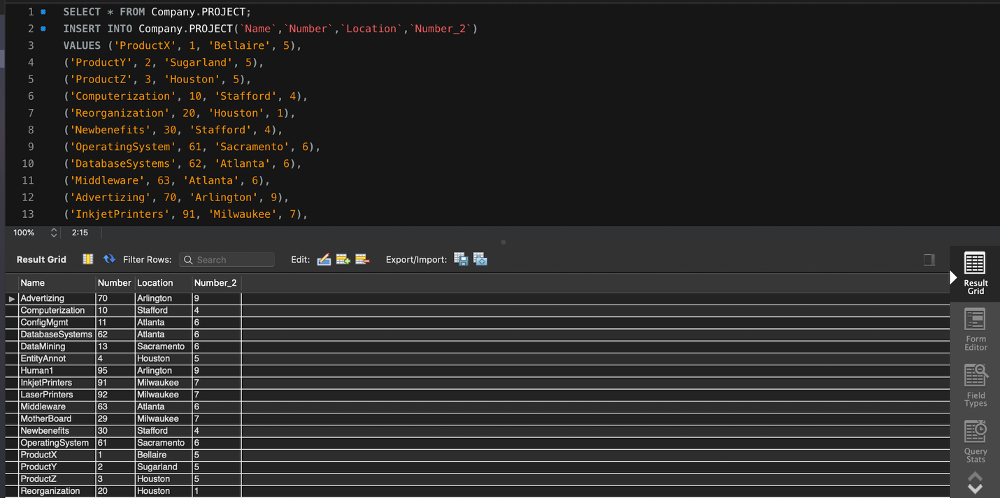 1 SELECT * FROM Company.PROJECT;
2 INSERT INTO Company.PROJECT(`Name`,`Number`,`Location`,`Number_2`)
3 VALUES ('ProductX', 1, 'Bellaire', 5),
4 ('ProductY', 2, 'Sugarland', 5),
5 ('ProductZ', 3, 'Houston', 5),
6 ('Computerization', 10, 'Stafford', 4),
7 ('Reorganization', 20, 'Houston', 1),
8 ('Newbenefits', 30, 'Stafford', 4),
9 ('OperatingSystem', 61, 'Sacramento', 6),
10 ('DatabaseSystems', 62, 'Atlanta', 6),
11 ('Middleware', 63, 'Atlanta', 6),
12 ('Advertizing', 70, 'Arlington', 9),
13 ('InkjetPrinters', 91, 'Milwaukee', 7),
100% 2:15
Result Grid Filter Rows: Search Edit: Export/Import:
Name Number Location Number_2
Advertizing 70 Arlington 9
Computerization 10 Stafford 4
ConfigMgmt 11 Atlanta 6
DatabaseSystems 62 Atlanta 6
DataMining 13 Sacramento 6
EntityAnnot 4 Houston 5
Human1 95 Arlington 9
InkjetPrinters 91 Milwaukee 7
LaserPrinters 92 Milwaukee 7
Middleware 63 Atlanta 6
MotherBoard 29 Milwaukee 7
Newbenefits 30 Stafford 4
OperatingSystem 61 Sacramento 6
ProductX 1 Bellaire 5
ProductY 2 Sugarland 5
ProductZ 3 Houston 5
Reorganization 20 Houston 1
Result
Grid
Form
Editor
Field
Types
Query
Stats